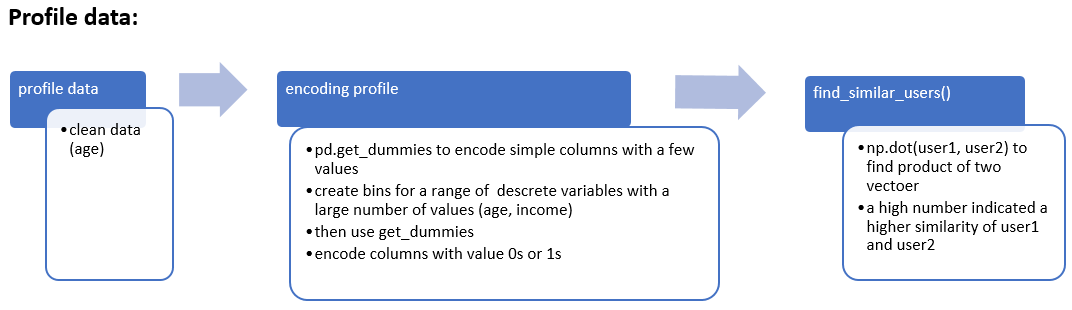 Profile data:
profile data
•clean data
(age)
encoding profile
•pd.get_dummies to encode simple columns with a few
values
•create bins for a range of  descrete variables with a
large number of values (age, income)
•then use get_dummies
•encode columns with value 0s or 1s
find_similar_users()
•np.dot(user1, user2) to
find product of two
vectoer
•a high number indicated a
higher similarity of user1
and user2